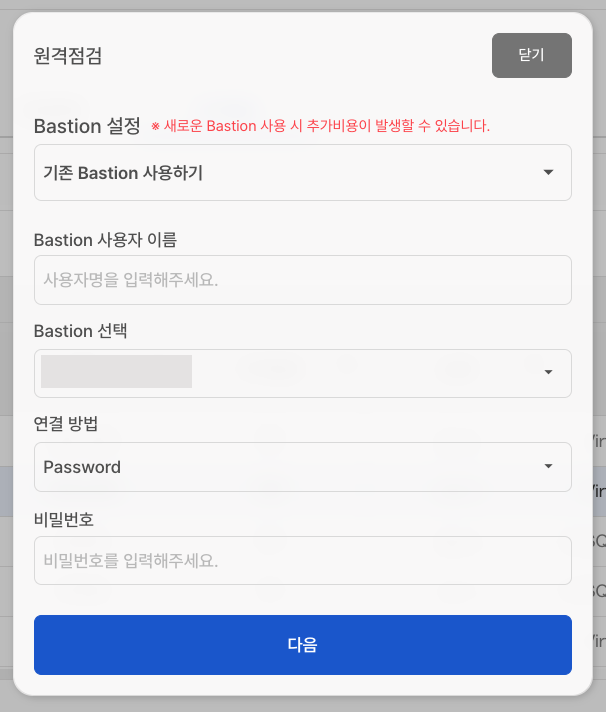 원격점검
닫기
Bastion 설정 ※ 새로운 Bastion 사용 시 추가비용이 발생할 수 있습니다.
기존 Bastion 사용하기
Bastion 사용자 이름
사용자명을 입력해주세요.
Bastion 선택
연결 방법
Password
비밀번호
비밀번호를 입력해주세요.
다음